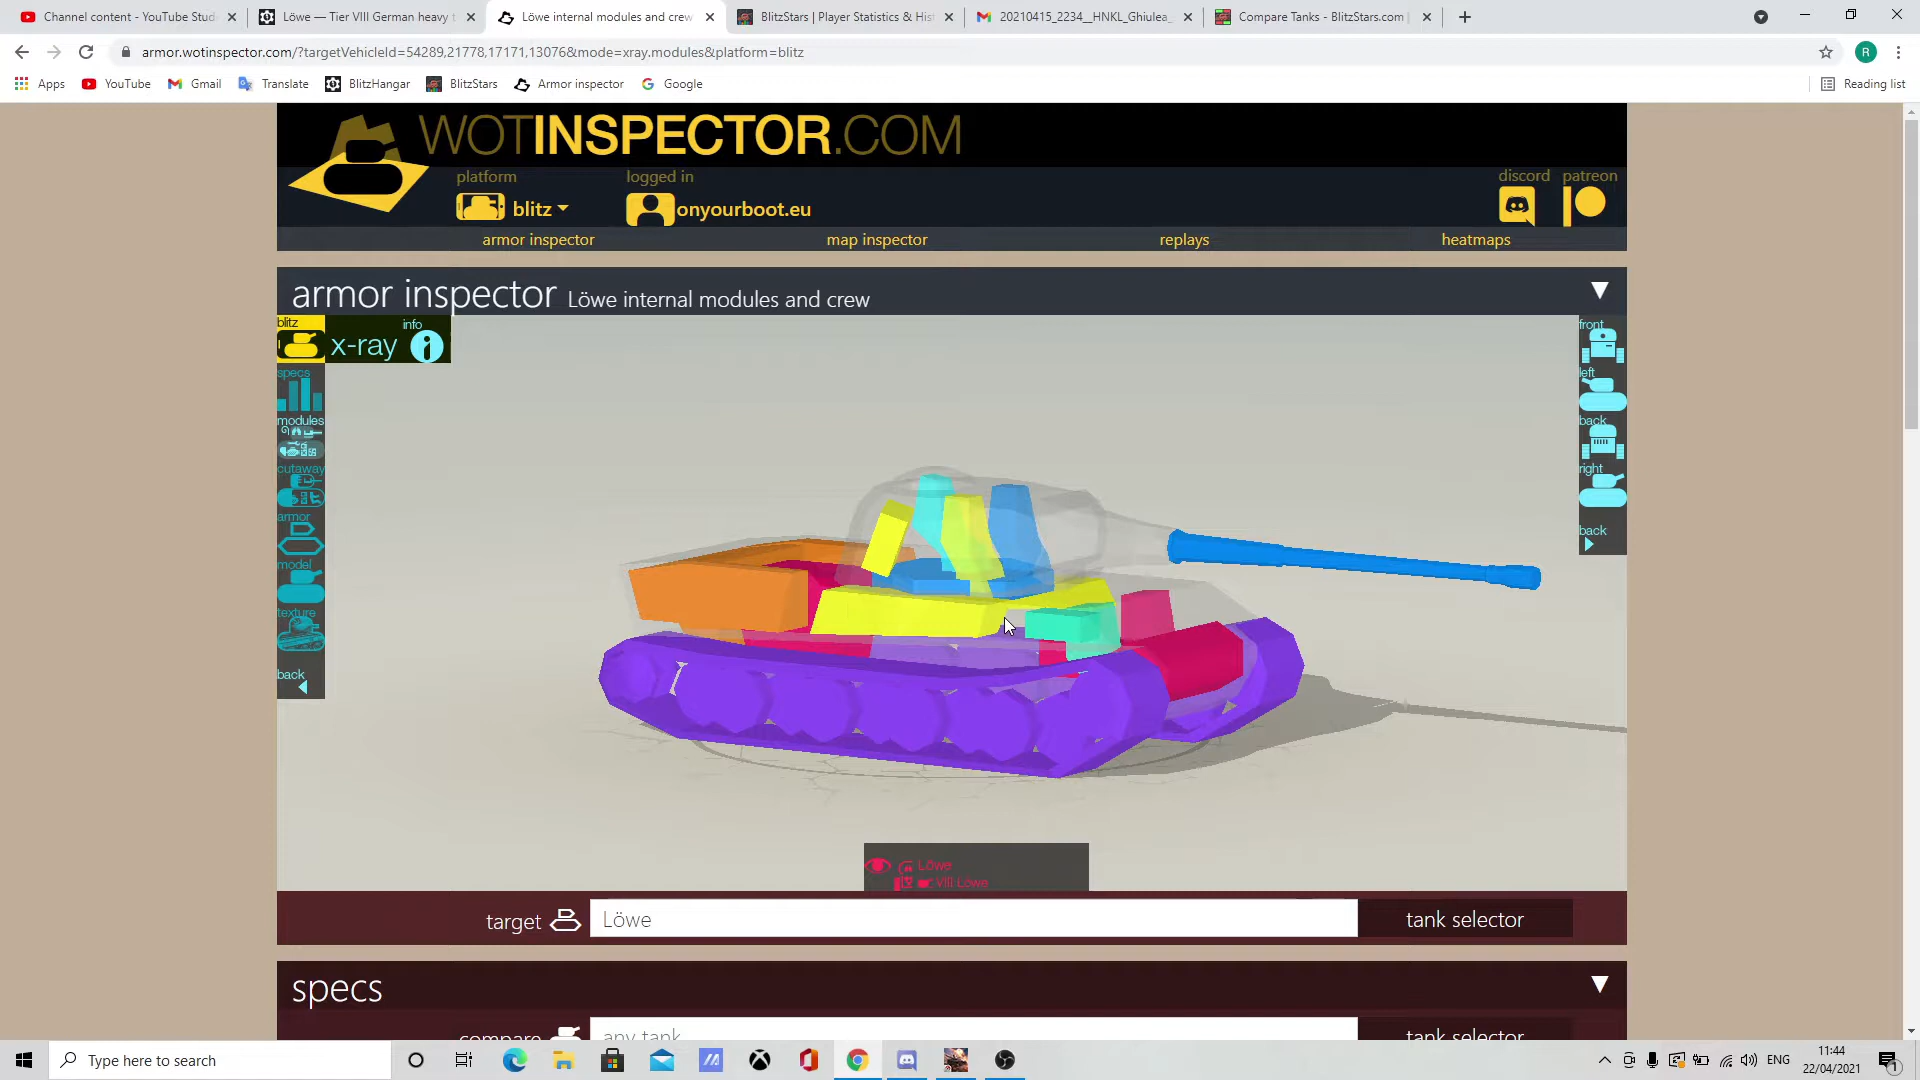 Channel content - YouTube Stud
Löwe — Tier VIII German heavy t
Löwe internal modules and crew
BlitzStars | Player Statistics & His
20210415_2234__HNKL_Ghiulea_
Compare Tanks - BlitzStars.com |
armor.wotinspector.com/?targetVehicleId=54289,21778,17171,13076&mode=xray.modules&platform=blitz
R
Apps
YouTube
Gmail
Translate
BlitzHangar
BlitzStars
Armor inspector
Google
Reading list
WOTINSPECTOR.COM
platform
logged in
discord
patreon
blitz
onyourboot.eu
armor inspector
map inspector
replays
heatmaps
armor inspector Löwe internal modules and crew
blitz
x-ray
info
specs
modules
cutaway
armor
model
texture
back
front
left
back
right
back
Löwe
VIII Löwe
target
Löwe
tank selector
specs
compare
any tank
tank selector
Type here to search
ENG
11:44
22/04/2021
1